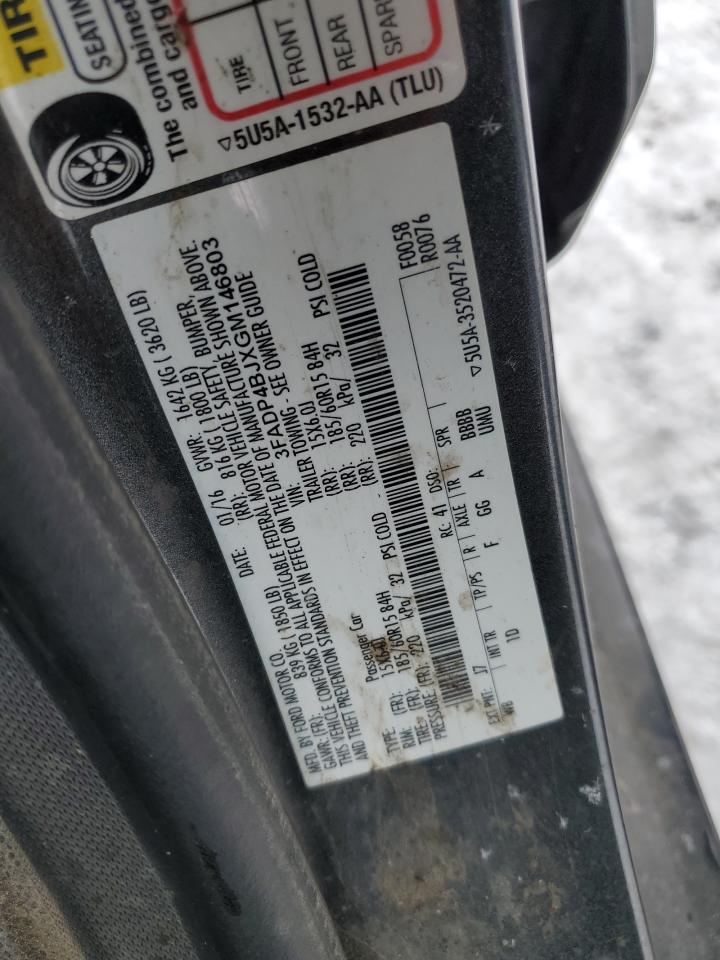 TIR
SEATIN
The combined
and cargo
TIRE
FRONT
REAR
SPAR
5U5A-1532-AA (TLU)
MFD. BY FORD MOTOR CO.
DATE: 01/16 GVWR: 1642 KG ( 3620 LB)
GAWR: (FR): 839 KG ( 1850 LB) (RR): 816 KG ( 1800 LB)
THIS VEHICLE CONFORMS TO ALL APPLICABLE FEDERAL MOTOR VEHICLE SAFETY, BUMPER,
AND THEFT PREVENTION STANDARDS IN EFFECT ON THE DATE OF MANUFACTURE SHOWN ABOVE.
VIN: 3FADP4BJXGM146803
TYPE: Passenger Car TRAILER TOWING - SEE OWNER GUIDE
RIM: (FR): 15X6.0J (RR): 15X6.0J
TIRE: (FR): 185/60R15 84H (RR): 185/60R15 84H
PRESSURE: (FR): 220 kPa/ 32 PSI COLD (RR): 220 kPa/ 32 PSI COLD
F0058
R0076
EXT PNT: J7 RC: 41 DSO:
WB INT TR TP/PS R AXLE TR SPR
1D F GG A BBBB
UMU
5U5A-3520472-AA